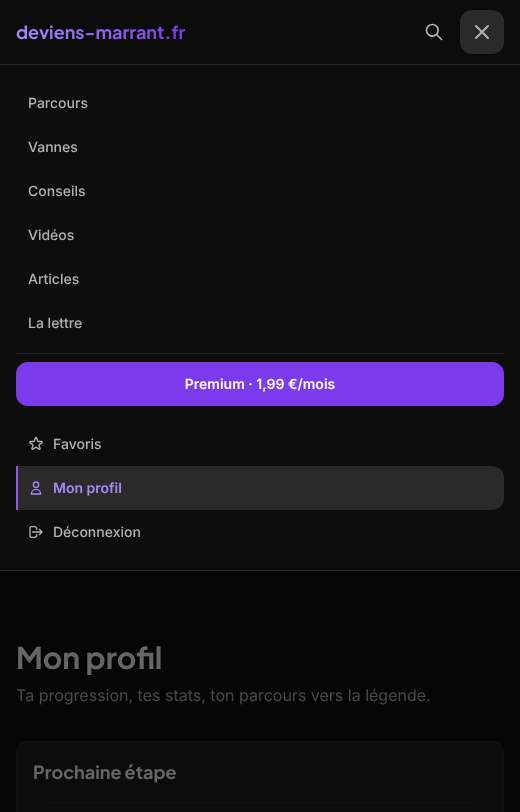 deviens-marrant.fr
Parcours
Vannes
Conseils
Vidéos
Articles
La lettre
Premium · 1,99 €/mois
Favoris
Mon profil
Déconnexion
Mon profil
Ta progression, tes stats, ton parcours vers la légende.
Prochaine étape